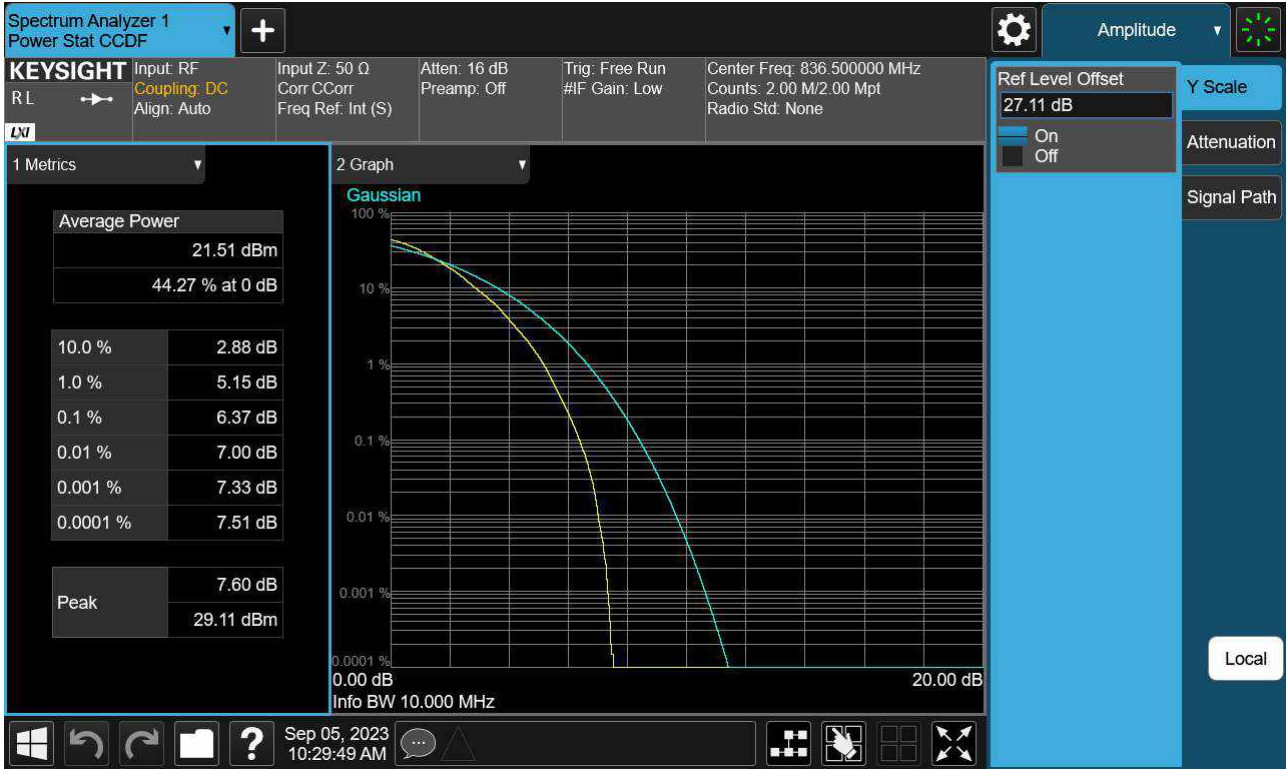 Spectrum Analyzer 1
Power Stat CCDF
Amplitude
KEYSIGHT
RL
LXI
Input: RF
Coupling: DC
Align: Auto
Input Z: 50 Ω
Corr CCorr
Freq Ref: Int (S)
Atten: 16 dB
Preamp: Off
Trig: Free Run
#IF Gain: Low
Center Freq: 836.500000 MHz
Counts: 2.00 M/2.00 Mpt
Radio Std: None
Ref Level Offset
27.11 dB
On
Off
Y Scale
Attenuation
Signal Path
Local
1 Metrics
Average Power
21.51 dBm
44.27 % at 0 dB
10.0 % 2.88 dB
1.0 % 5.15 dB
0.1 % 6.37 dB
0.01 % 7.00 dB
0.001 % 7.33 dB
0.0001 % 7.51 dB
Peak
7.60 dB
29.11 dBm
2 Graph
Gaussian
100 %
10 %
1 %
0.1 %
0.01 %
0.001 %
0.0001 %
0.00 dB 20.00 dB
Info BW 10.000 MHz
?
Sep 05, 2023
10:29:49 AM